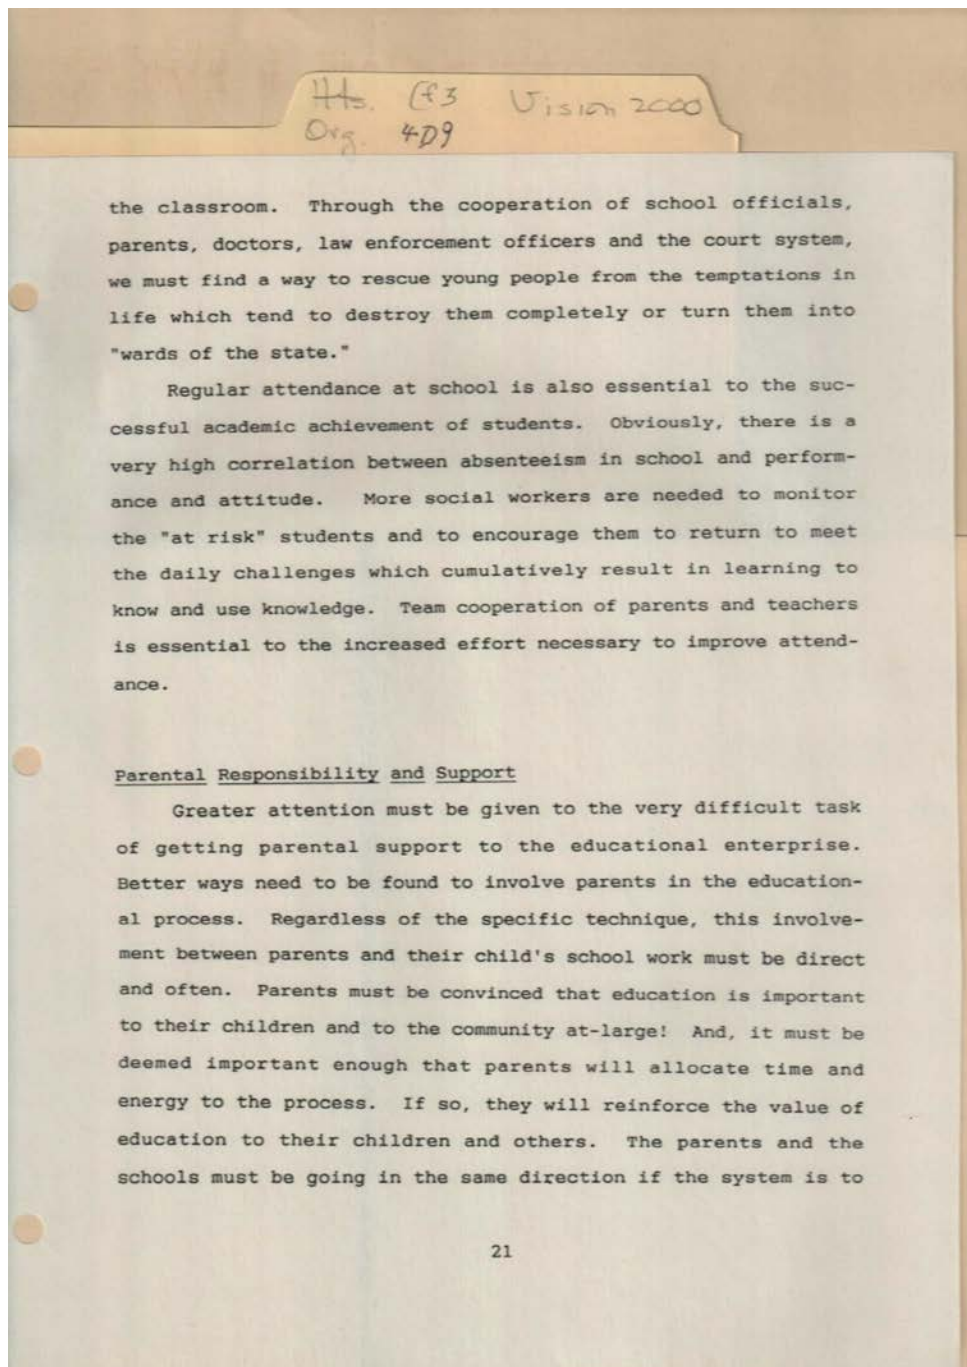 Hts. Cf3 Vision 2000
Org. 4D9
the classroom. Through the cooperation of school officials,
parents, doctors, law enforcement officers and the court system,
we must find a way to rescue young people from the temptations in
life which tend to destroy them completely or turn them into
"wards of the state."
Regular attendance at school is also essential to the suc-
cessful academic achievement of students. Obviously, there is a
very high correlation between absenteeism in school and perform-
ance and attitude. More social workers are needed to monitor
the "at risk" students and to encourage them to return to meet
the daily challenges which cumulatively result in learning to
know and use knowledge. Team cooperation of parents and teachers
is essential to the increased effort necessary to improve attend-
ance.
Parental Responsibility and Support
Greater attention must be given to the very difficult task
of getting parental support to the educational enterprise.
Better ways need to be found to involve parents in the education-
al process. Regardless of the specific technique, this involve-
ment between parents and their child's school work must be direct
and often. Parents must be convinced that education is important
to their children and to the community at-large! And, it must be
deemed important enough that parents will allocate time and
energy to the process. If so, they will reinforce the value of
education to their children and others. The parents and the
schools must be going in the same direction if the system is to
21